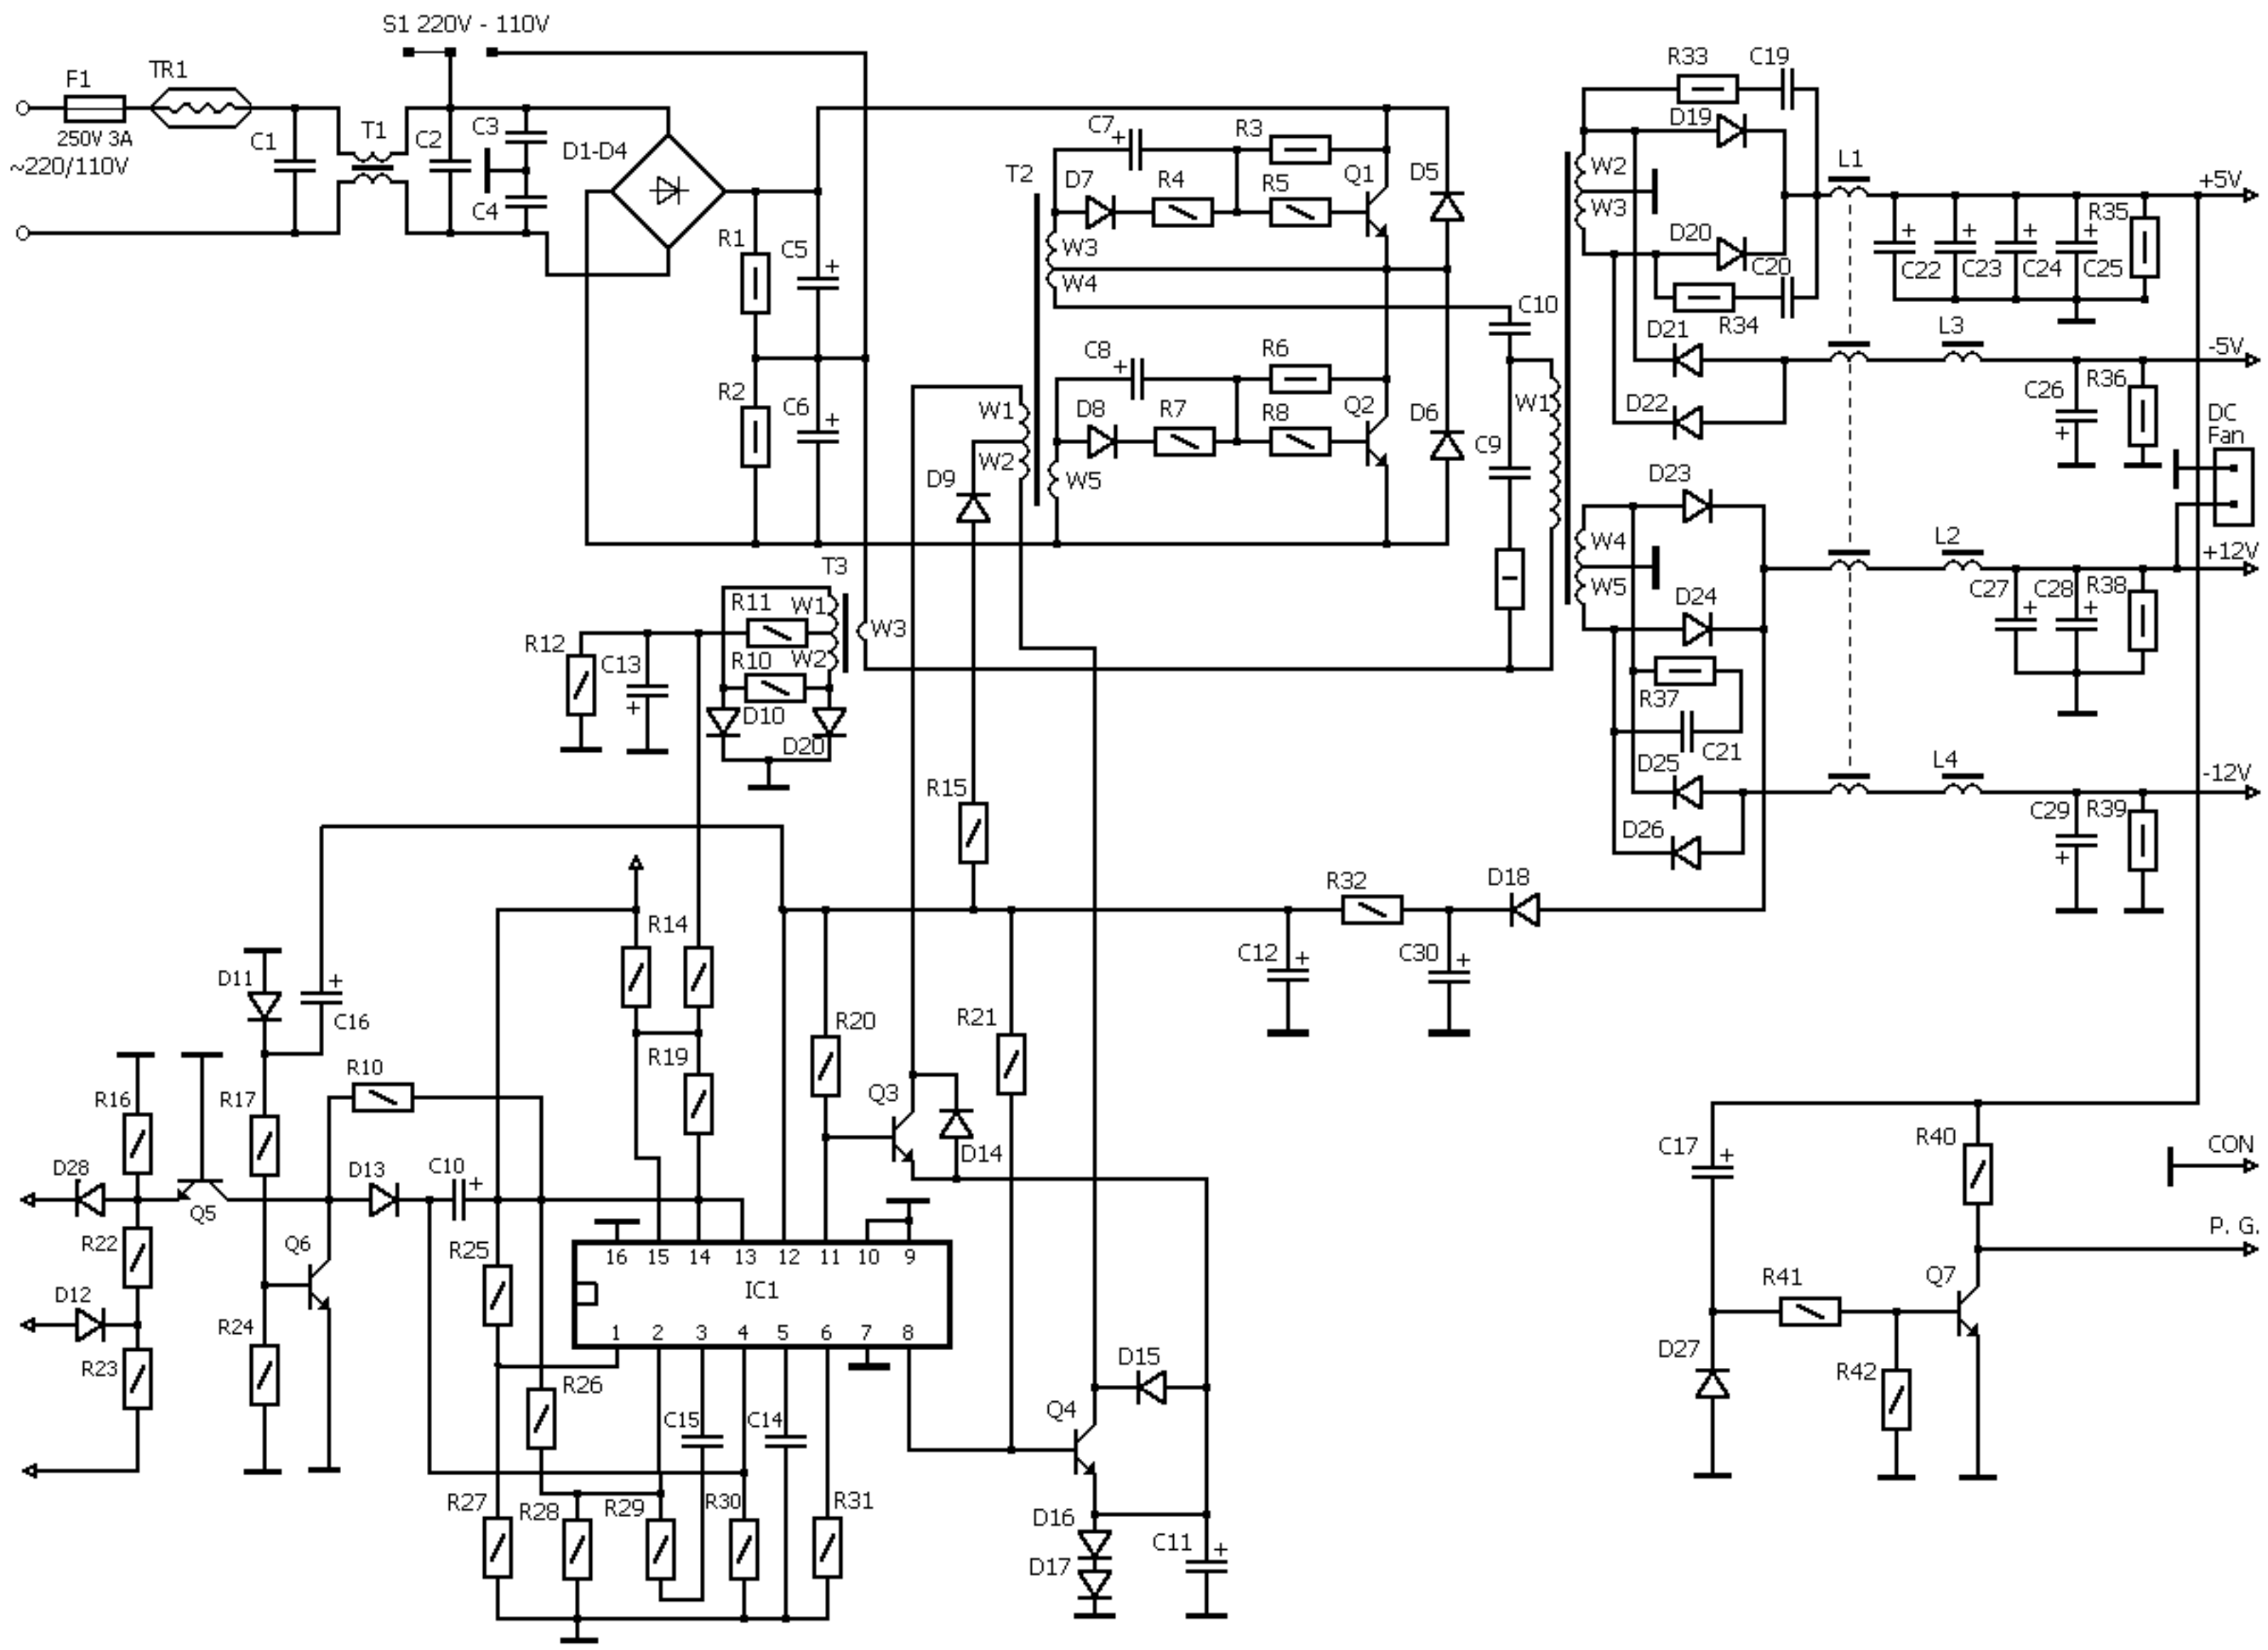 S1 220V - 110V
F1
TR1
250V 3A
~220/110V
C1
T1
C2
C3
C4
D1-D4
R1
C5
R2
C6
T2
C7
+
R3
D7
R4
R5
Q1
D5
W3
W4
C8
+
R6
D8
R7
R8
Q2
D6
W5
W1
W2
D9
C10
W1
C9
R33
C19
D19
W2
W3
D20
C20
R34
L1
+5V
C22
C23
C24
C25
R35
D21
D22
L3
-5V
C26
R36
DC
Fan
D23
W4
W5
D24
R37
C21
L2
+12V
C27
C28
R38
D25
D26
L4
-12V
C29
R39
T3
R11
W1
W3
R12
C13
R10
W2
D10
D20
R15
R14
R32
D18
C12
C30
D11
C16
R19
R20
R21
R10
R16
R17
Q3
D14
D28
Q5
D13
C10
+
R22
Q6
R25
D12
R23
R24
16 15 14 13 12 11 10 9
IC1
1 2 3 4 5 6 7 8
R26
C15
C14
D15
Q4
R27
R28
R29
R30
R31
D16
D17
C11
C17
R40
CON
P. G.
R41
Q7
D27
R42